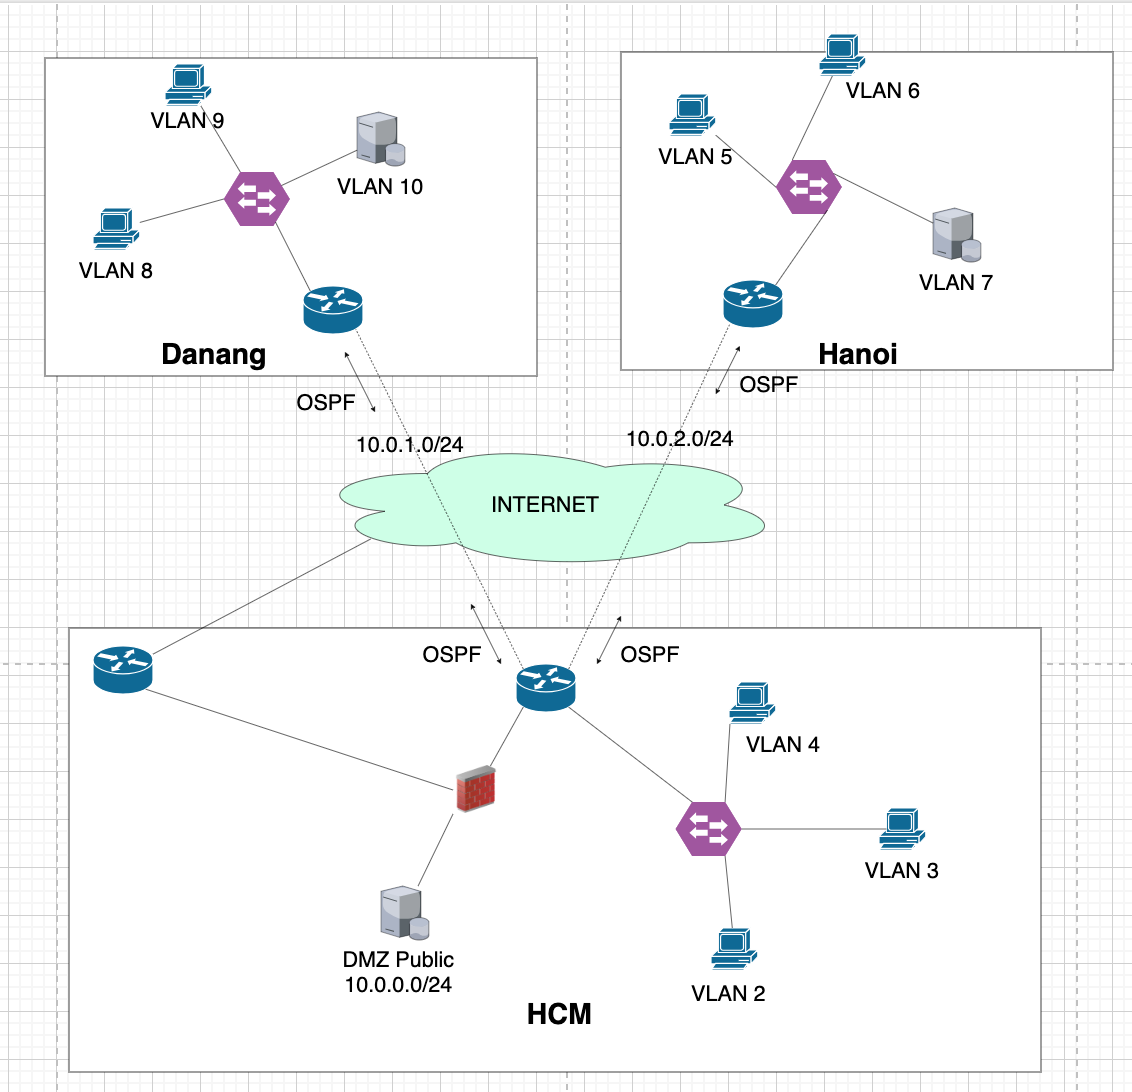 VLAN 6
VLAN 9
VLAN 5
VLAN 10
VLAN 8
VLAN 7
Danang
Hanoi
OSPF
OSPF
10.0.1.0/24
10.0.2.0/24
INTERNET
OSPF
OSPF
VLAN 4
VLAN 3
DMZ Public
10.0.0.0/24
VLAN 2
HCM